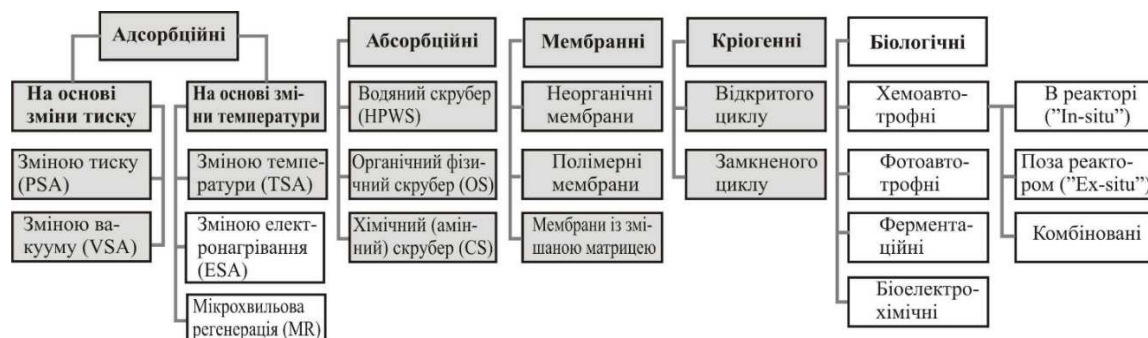 Адсорбційні
На основі
зміни тиску
Зміною тиску
(PSA)
Зміною ва-
кууму (VSA)
На основі змі-
ни температури
Зміною темпе-
ратури (TSA)
Зміною елект-
ронагрівання
(ESA)
Мікрохвильова
регенерація (MR)
Абсорбційні
Водяний скрубер
(HPWS)
Органічний фізи-
чний скрубер (OS)
Хімічний (амін-
ний) скрубер (CS)
Мембранні
Неорганічні
мембрани
Полімерні
мембрани
Мембрани із змі-
шаною матрицею
Кріогенні
Відкритого
циклу
Замкненого
циклу
Біологічні
Хемоавто-
трофні
Фотоавто-
трофні
Фермента-
ційні
Біоелектро-
хімічні
В реакторі
("In-situ")
Поза реакто-
ром ("Ex-situ")
Комбіновані